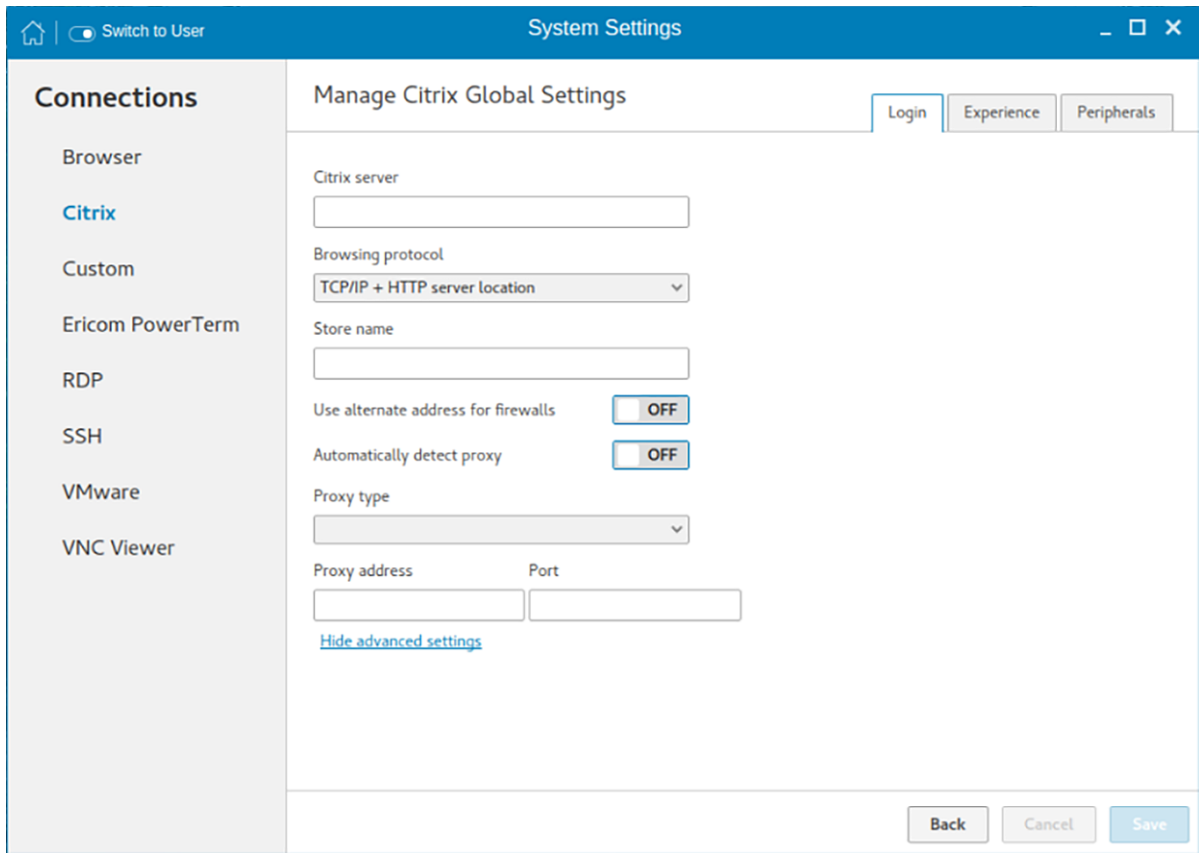 Switch to User
System Settings
Connections
Browser
Citrix
Custom
Ericom PowerTerm
RDP
SSH
VMware
VNC Viewer
Manage Citrix Global Settings
Login Experience Peripherals
Citrix server
Browsing protocol
TCP/IP + HTTP server location
Store name
Use alternate address for firewalls OFF
Automatically detect proxy OFF
Proxy type
Proxy address Port
Hide advanced settings
Back Cancel Save